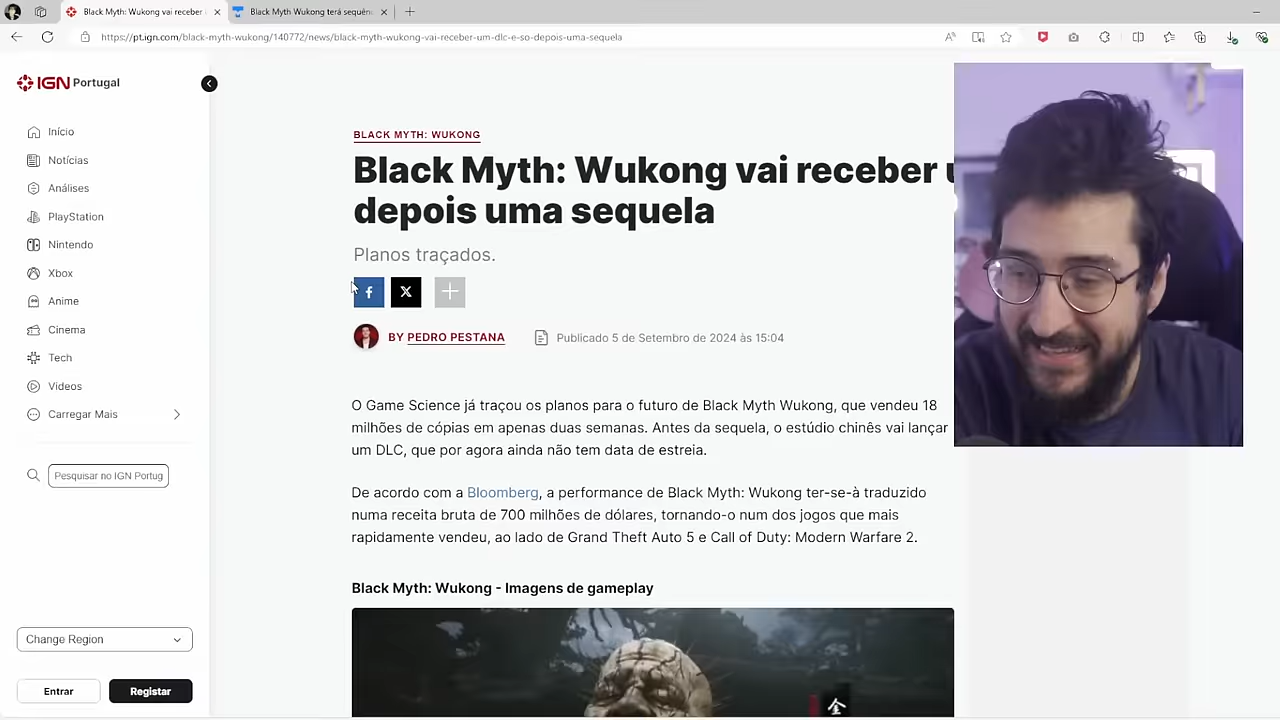 Black Myth: Wukong vai receber
Black Myth Wukong terá sequên
https://pt.ign.com/black-myth-wukong/140772/news/black-myth-wukong-vai-receber-um-dlc-e-so-depois-uma-sequela
IGN Portugal
Início
Notícias
Análises
PlayStation
Nintendo
Xbox
Anime
Cinema
Tech
Videos
Carregar Mais
Pesquisar no IGN Portug
Change Region
Entrar
Registar
BLACK MYTH: WUKONG
Black Myth: Wukong vai receber
depois uma sequela
Planos traçados.
BY PEDRO PESTANA
Publicado 5 de Setembro de 2024 às 15:04
O Game Science já traçou os planos para o futuro de Black Myth Wukong, que vendeu 18
milhões de cópias em apenas duas semanas. Antes da sequela, o estúdio chinês vai lançar
um DLC, que por agora ainda não tem data de estreia.
De acordo com a Bloomberg, a performance de Black Myth: Wukong ter-se-à traduzido
numa receita bruta de 700 milhões de dólares, tornando-o num dos jogos que mais
rapidamente vendeu, ao lado de Grand Theft Auto 5 e Call of Duty: Modern Warfare 2.
Black Myth: Wukong - Imagens de gameplay